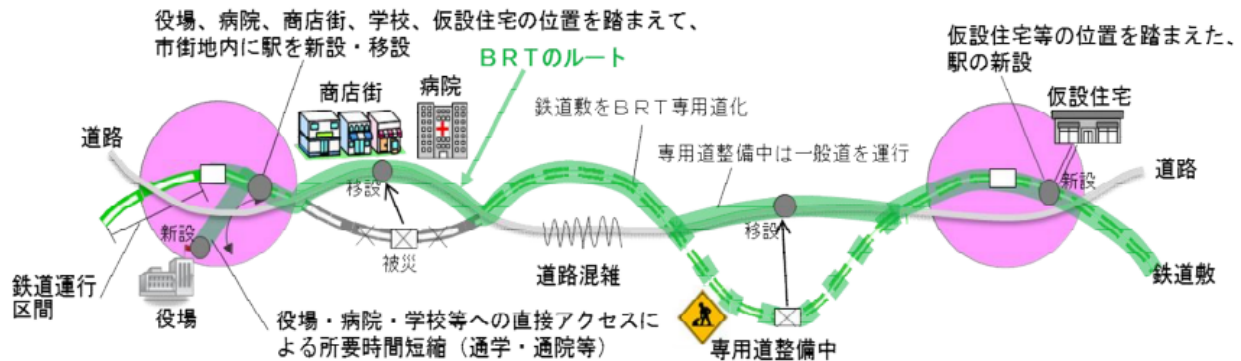 役場、病院、商店街、学校、仮設住宅の位置を踏まえて、
市街地内に駅を新設・移設
BRTのルート
仮設住宅等の位置を踏まえた、
駅の新設
商店街
病院
鉄道敷をBRT専用道化
仮設住宅
道路
専用道整備中は一般道を運行
道路
移設
新設
移設
新設
被災
道路混雑
鉄道敷
鉄道運行
区間
役場
役場・病院・学校等への直接アクセスに
よる所要時間短縮（通学・通院等）
専用道整備中